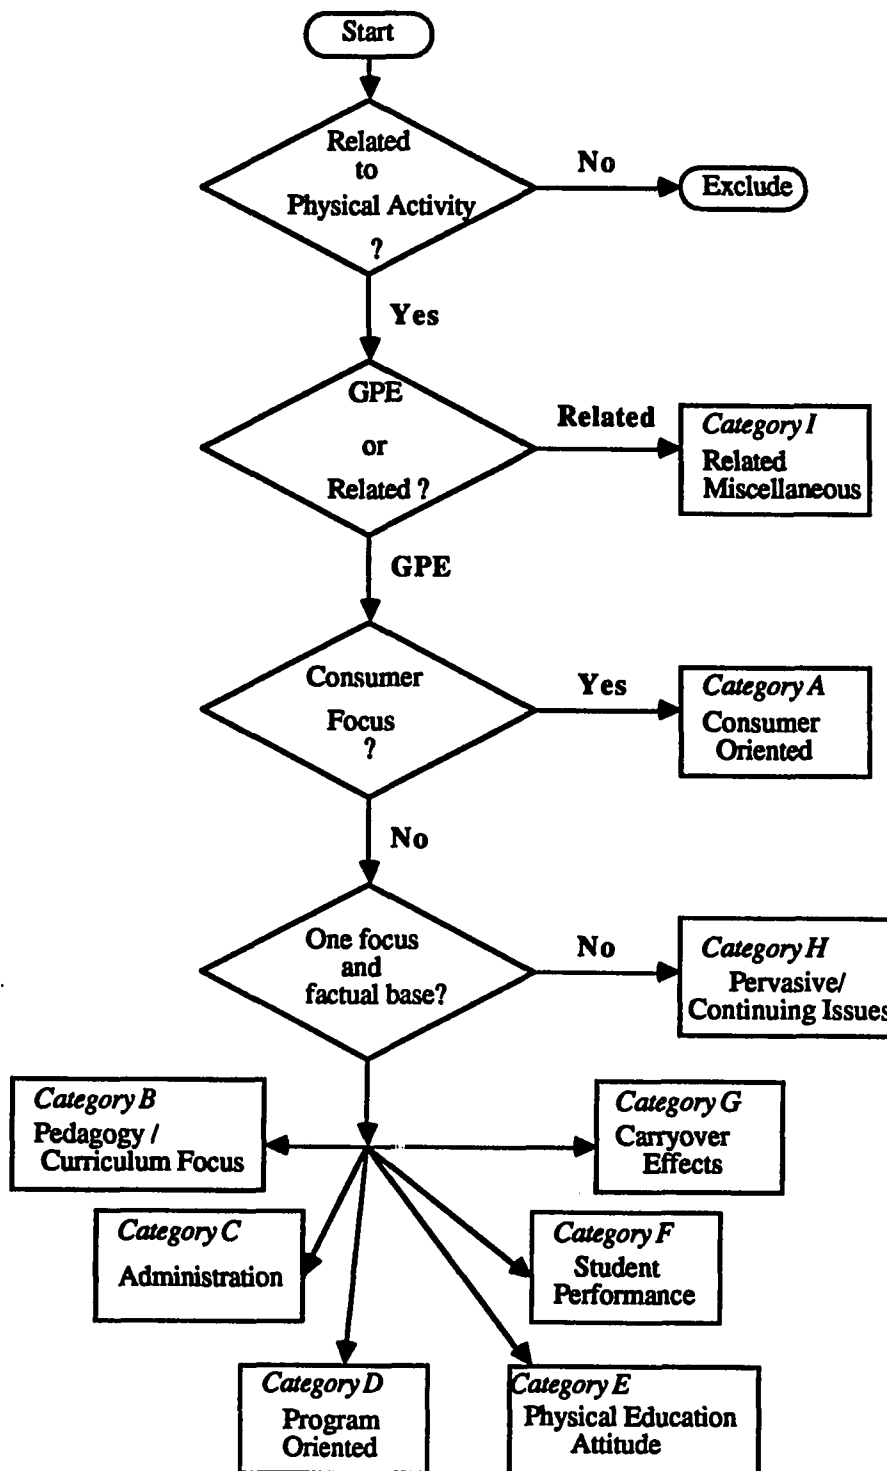 Start
Related
to
Physical Activity
?
No
Exclude
Yes
GPE
or
Related ?
Related
Category I
Related
Miscellaneous
GPE
Consumer
Focus
?
Yes
Category A
Consumer
Oriented
No
One focus
and
factual base?
No
Category H
Pervasive/
Continuing Issues
Category B
Pedagogy /
Curriculum Focus
Category G
Carryover
Effects
Category C
Administration
Category F
Student
Performance
Category D
Program
Oriented
Category E
Physical Education
Attitude